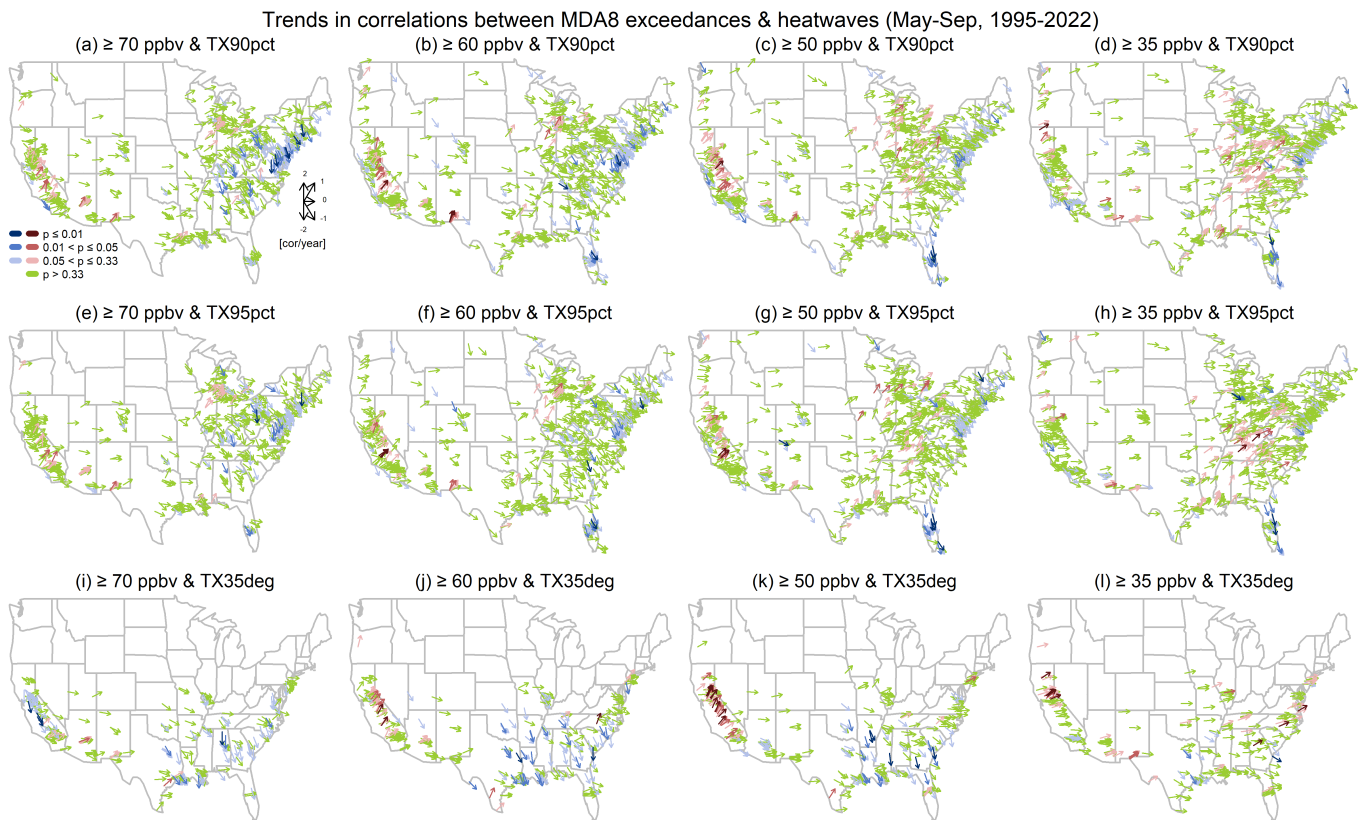 Trends in correlations between MDA8 exceedances & heatwaves (May-Sep, 1995-2022)
(a) ≥ 70 ppbv & TX90pct
(b) ≥ 60 ppbv & TX90pct
(c) ≥ 50 ppbv & TX90pct
(d) ≥ 35 ppbv & TX90pct
2
1
0
-1
-2
[cor/year]
p ≤ 0.01
0.01 < p ≤ 0.05
0.05 < p ≤ 0.33
p > 0.33
(e) ≥ 70 ppbv & TX95pct
(f) ≥ 60 ppbv & TX95pct
(g) ≥ 50 ppbv & TX95pct
(h) ≥ 35 ppbv & TX95pct
(i) ≥ 70 ppbv & TX35deg
(j) ≥ 60 ppbv & TX35deg
(k) ≥ 50 ppbv & TX35deg
(l) ≥ 35 ppbv & TX35deg